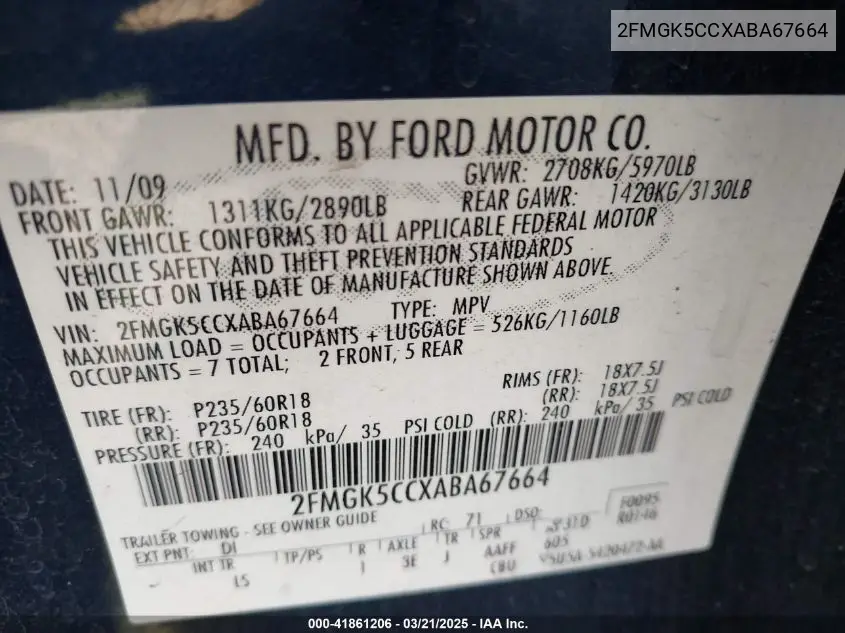 2FMGK5CCXABA67664
MFD. BY FORD MOTOR CO.
DATE: 11/09 GVWR: 2708KG/5970LB
FRONT GAWR: 1311KG/2890LB REAR GAWR: 1420KG/3130LB
THIS VEHICLE CONFORMS TO ALL APPLICABLE FEDERAL MOTOR
VEHICLE SAFETY AND THEFT PREVENTION STANDARDS
IN EFFECT ON THE DATE OF MANUFACTURE SHOWN ABOVE.
VIN: 2FMGK5CCXABA67664 TYPE: MPV
MAXIMUM LOAD = OCCUPANTS + LUGGAGE = 526KG/1160LB
OCCUPANTS = 7 TOTAL; 2 FRONT, 5 REAR
TIRE (FR): P235/60R18 RIMS (FR): 18X7.5J
(RR): P235/60R18 (RR): 18X7.5J
PRESSURE (FR): 240 kPa/ 35 PSI COLD (RR): 240 kPa/ 35 PSI COLD
2FMGK5CCXABA67664
TRAILER TOWING - SEE OWNER GUIDE
F0095
RC: 71 DSO: R0146
EXT PNT: DI
INT TR TP/PS R AXLE TR SPR 605
LS I 3E J AAFF
CBU
000-41861206 - 03/21/2025 - IAA Inc.